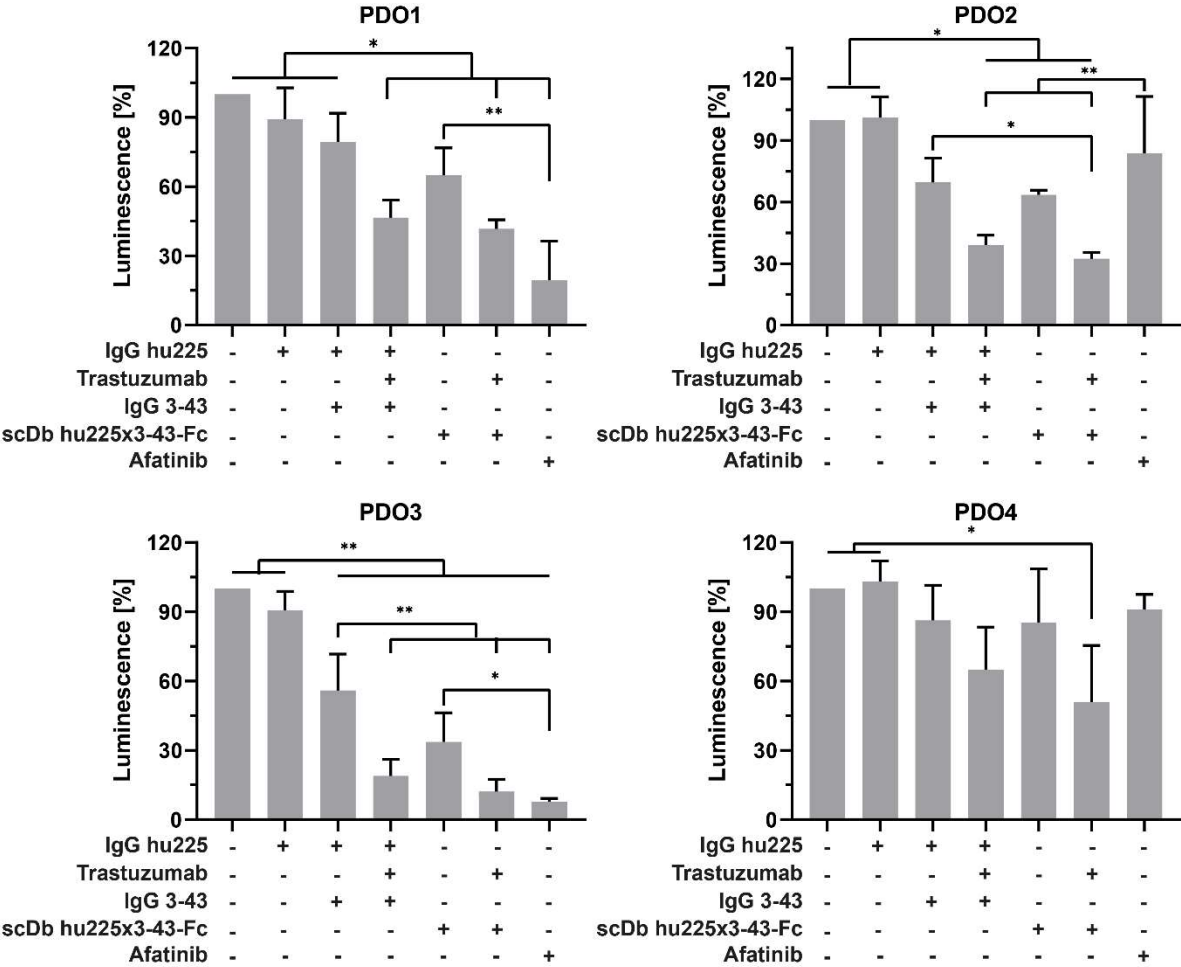 PDO1
*
**
120
90
60
30
0
Luminescence [%]
IgG hu225 - + + + - - -
Trastuzumab - - - + - + -
IgG 3-43 - - + + - - -
scDb hu225x3-43-Fc - - - - + + -
Afatinib - - - - - - +
PDO2
*
**
*
120
90
60
30
0
Luminescence [%]
IgG hu225 - + + + - - -
Trastuzumab - - - + - + -
IgG 3-43 - - + + - - -
scDb hu225x3-43-Fc - - - - + + -
Afatinib - - - - - - +
PDO3
**
**
*
120
90
60
30
0
Luminescence [%]
IgG hu225 - + + + - - -
Trastuzumab - - - + - + -
IgG 3-43 - - + + - - -
scDb hu225x3-43-Fc - - - - + + -
Afatinib - - - - - - +
PDO4
*
120
90
60
30
0
Luminescence [%]
IgG hu225 - + + + - - -
Trastuzumab - - - + - + -
IgG 3-43 - - + + - - -
scDb hu225x3-43-Fc - - - - + + -
Afatinib - - - - - - +